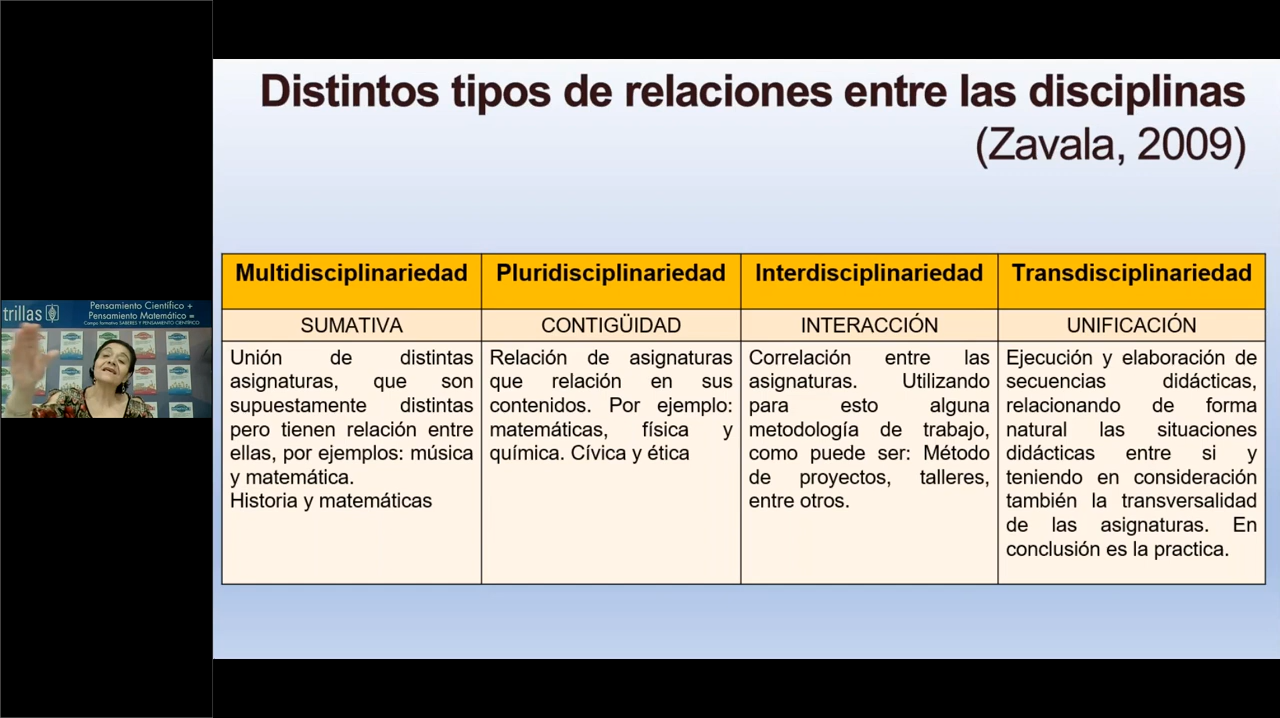 Distintos tipos de relaciones entre las disciplinas
(Zavala, 2009)
trillas
Pensamiento Científico +
Pensamiento Matemático =
Campo formativo SABERES Y PENSAMIENTO CIENTÍFICO
Multidisciplinariedad
SUMATIVA
Unión de distintas
asignaturas, que son
supuestamente distintas
pero tienen relación entre
ellas, por ejemplos: música
y matemática.
Historia y matemáticas
Pluridisciplinariedad
CONTIGÜIDAD
Relación de asignaturas
que relación en sus
contenidos. Por ejemplo:
matemáticas, física y
química. Cívica y ética
Interdisciplinariedad
INTERACCIÓN
Correlación entre las
asignaturas. Utilizando
para esto alguna
metodología de trabajo,
como puede ser: Método
de proyectos, talleres,
entre otros.
Transdisciplinariedad
UNIFICACIÓN
Ejecución y elaboración de
secuencias didácticas,
relacionando de forma
natural las situaciones
didácticas entre si y
teniendo en consideración
también la transversalidad
de las asignaturas. En
conclusión es la practica.